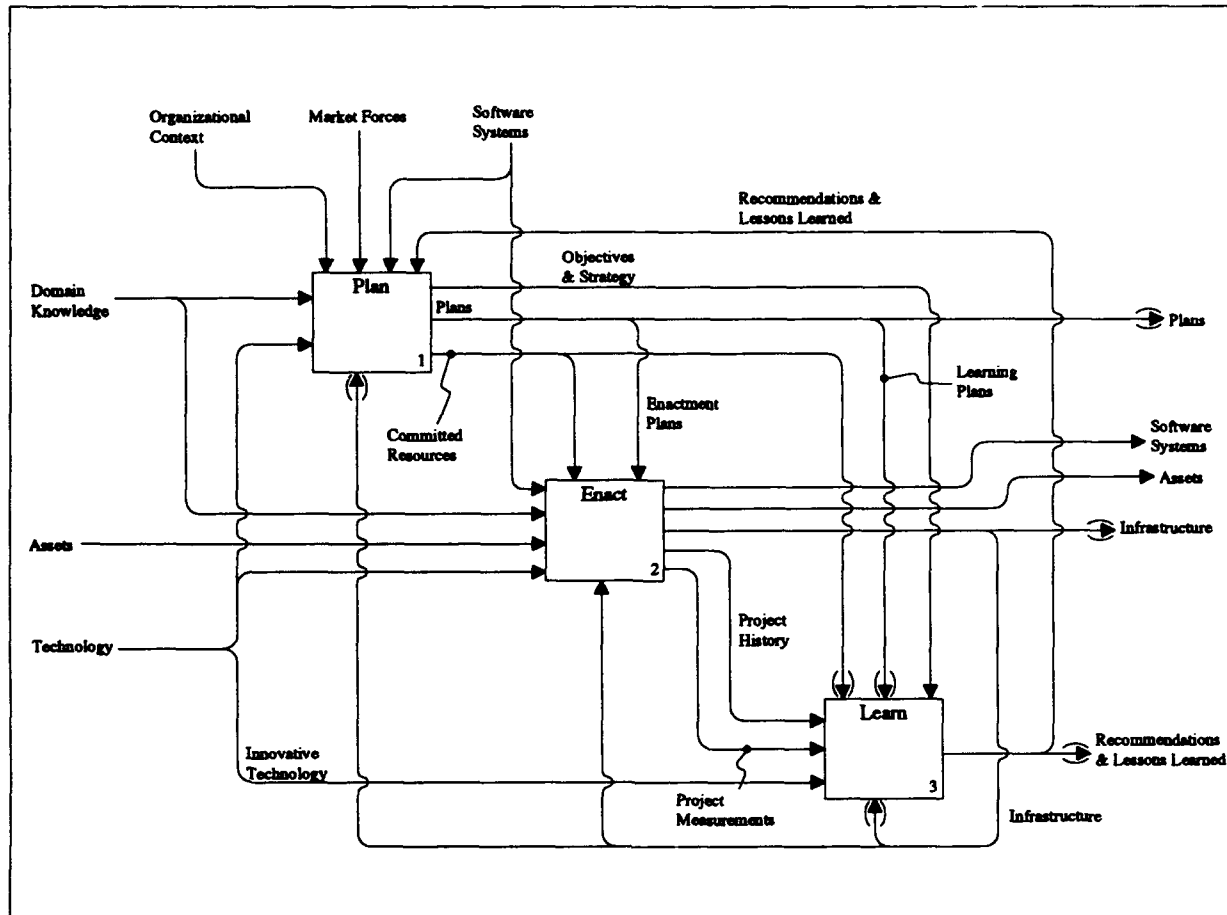 Organizational
Context
Market Forces
Software
Systems
Recommendations &
Lessons Learned
Objectives
& Strategy
Domain
Knowledge
Plan
1
Plans
Plans
Learning
Plans
Enactment
Plans
Committed
Resources
Software
Systems
Assets
Enact
2
Infrastructure
Assets
Project
History
Technology
Learn
3
Innovative
Technology
Recommendations
& Lessons Learned
Project
Measurements
Infrastructure